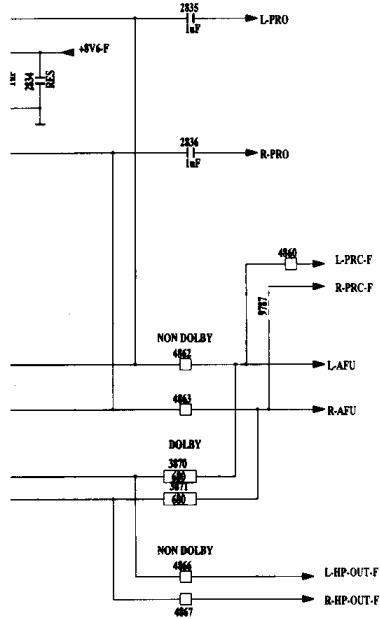 2835
1uF
L-PRO
+8V6-F
2834
RES
2836
1uF
R-PRO
4860
L-PRC-F
R-PRC-F
9787
NON DOLBY
4862
L-AFU
4863
R-AFU
DOLBY
3870
680
3871
680
NON DOLBY
4866
L-HP-OUT-F
4867
R-HP-OUT-F